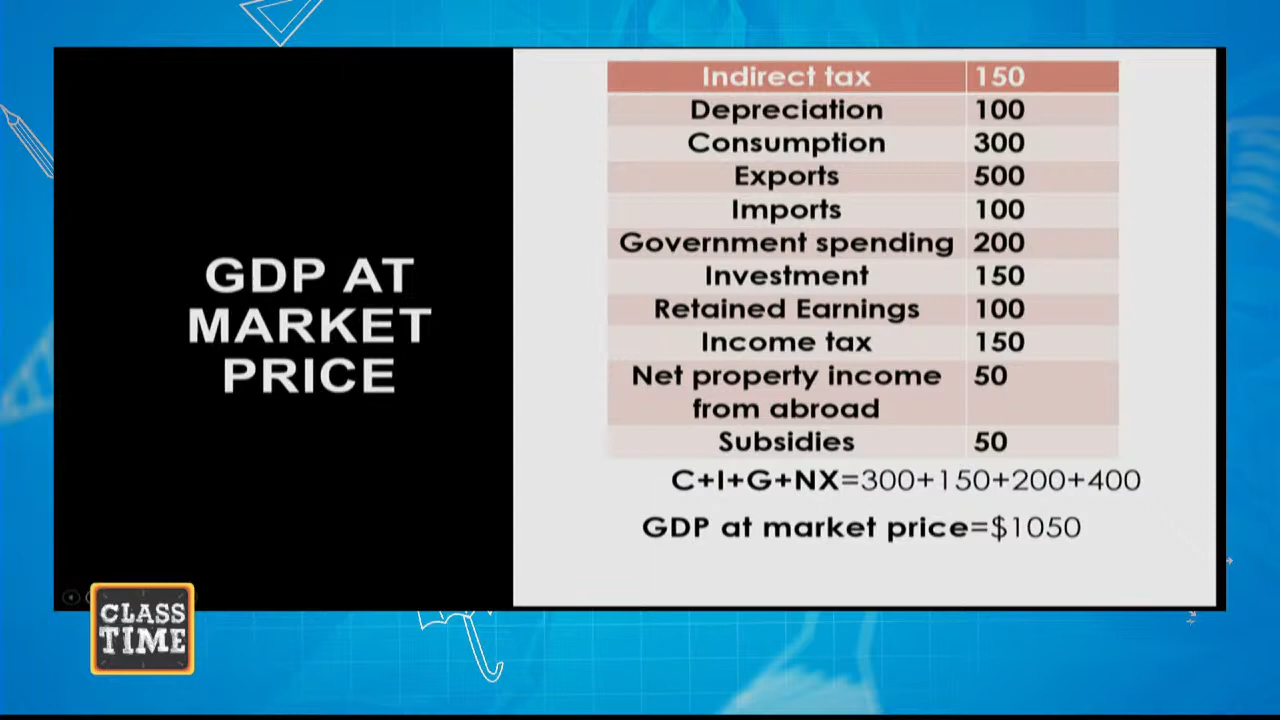 GDP AT
MARKET
PRICE
Indirect tax 150
Depreciation 100
Consumption 300
Exports 500
Imports 100
Government spending 200
Investment 150
Retained Earnings 100
Income tax 150
Net property income 50
from abroad
Subsidies 50
C+I+G+NX=300+150+200+400
GDP at market price=$1050
CLASS
TIME